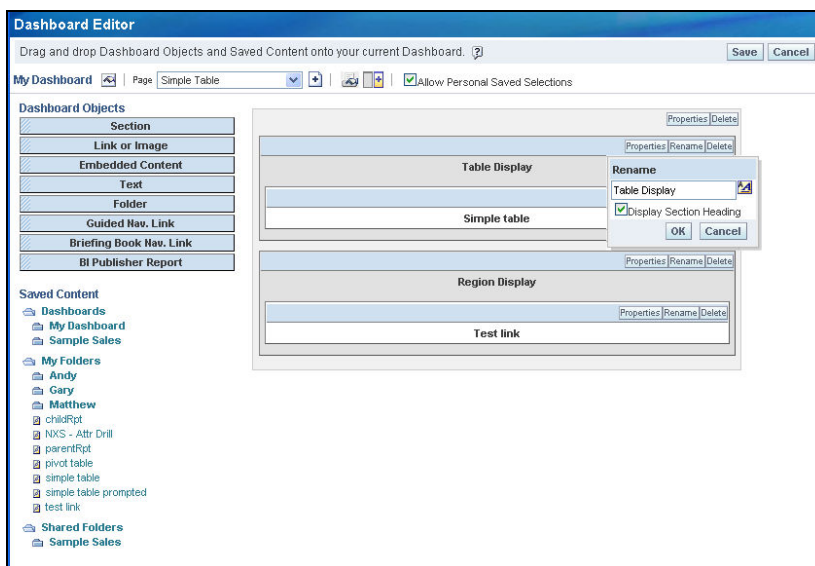 Dashboard Editor
Drag and drop Dashboard Objects and Saved Content onto your current Dashboard. ?
Save Cancel
My Dashboard | Page Simple Table | | Allow Personal Saved Selections
Dashboard Objects
Section
Link or Image
Embedded Content
Text
Folder
Guided Nav. Link
Briefing Book Nav. Link
BI Publisher Report
Saved Content
Dashboards
My Dashboard
Sample Sales
My Folders
Andy
Gary
Matthew
childRpt
NXS - Attr Drill
parentRpt
pivot table
simple table
simple table prompted
test link
Shared Folders
Sample Sales
Properties Delete
Properties Rename Delete
Table Display
Simple table
Rename
Table Display
Display Section Heading
OK Cancel
Properties Rename Delete
Region Display
Properties Rename Delete
Test link